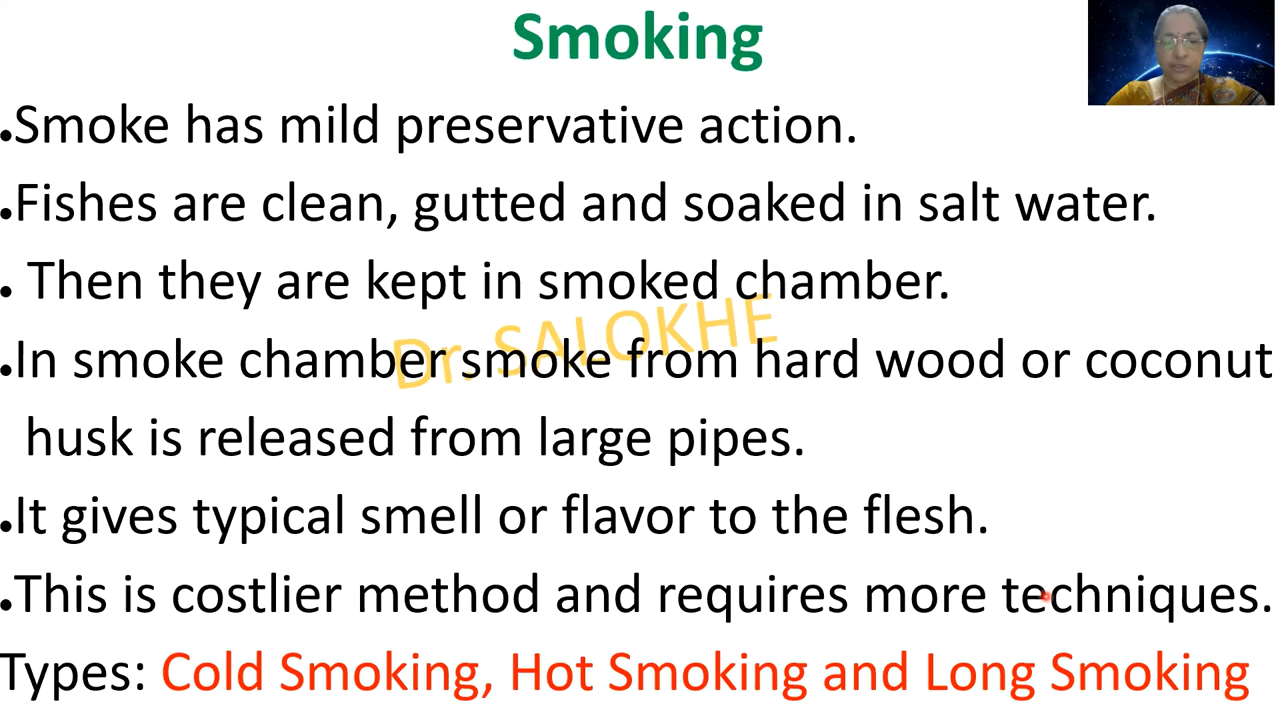 Smoking
•Smoke has mild preservative action.
•Fishes are clean, gutted and soaked in salt water.
• Then they are kept in smoked chamber.
Dr. SALOKHE
•In smoke chamber smoke from hard wood or coconut
husk is released from large pipes.
•It gives typical smell or flavor to the flesh.
•This is costlier method and requires more techniques.
Types: Cold Smoking, Hot Smoking and Long Smoking